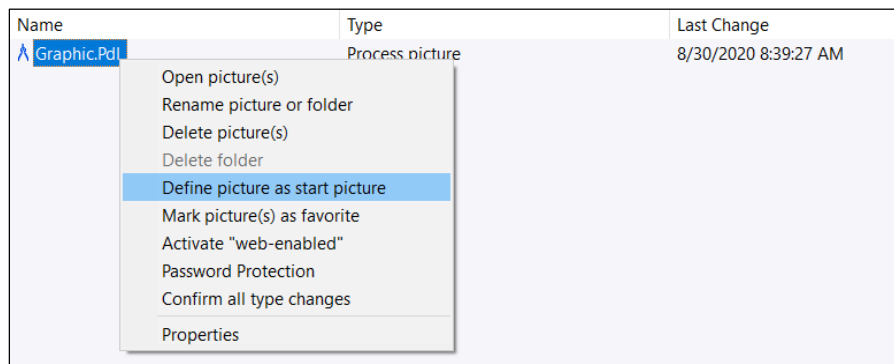 Name Type Last Change
Graphic.Pdl Process picture 8/30/2020 8:39:27 AM
Open picture(s)
Rename picture or folder
Delete picture(s)
Delete folder
Define picture as start picture
Mark picture(s) as favorite
Activate "web-enabled"
Password Protection
Confirm all type changes
Properties